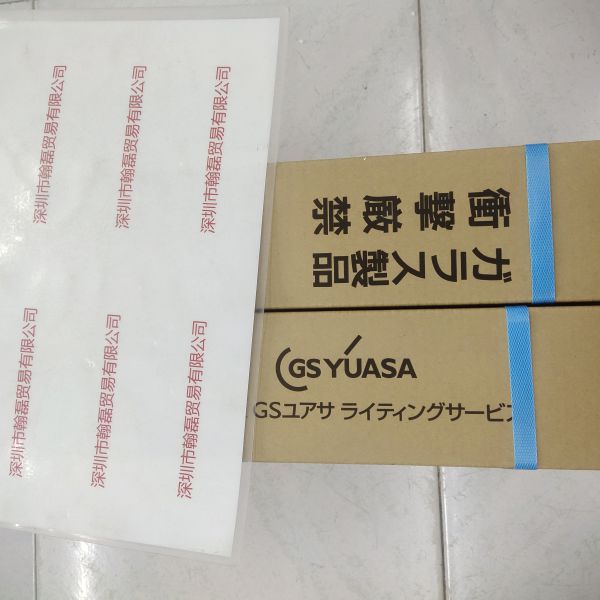 深圳市翰磊贸易有限公司
深圳市翰磊贸易有限公司
深圳市翰磊贸易有限公司
深圳市翰磊贸易有限公司
深圳市翰磊贸易有限公司
深圳市翰磊贸易有限公司
ガラス製品
衝撃厳禁
GS YUASA
GSユアサ ライティングサービス